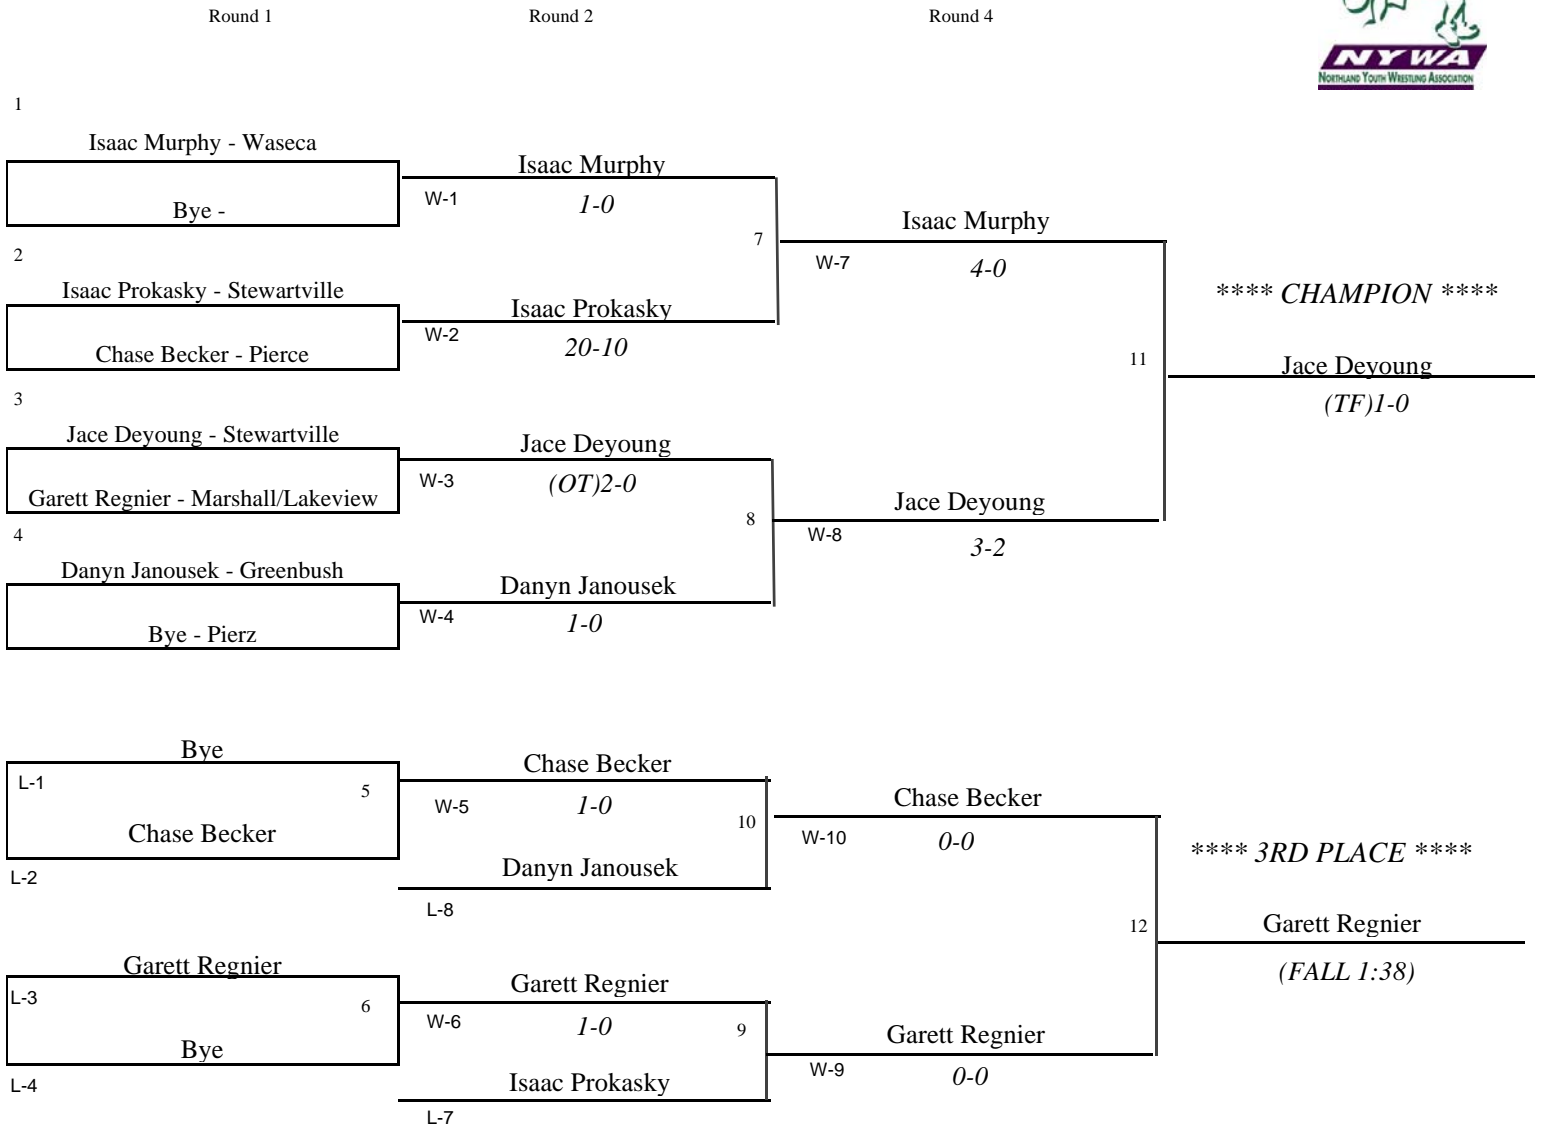 Round 1
Round 2
Round 4
NYWA
NORTHLAND YOUTH WRESTLING ASSOCIATION
1
Isaac Murphy - Waseca
Bye -
2
Isaac Prokasky - Stewartville
Chase Becker - Pierce
3
Jace Deyoung - Stewartville
Garett Regnier - Marshall/Lakeview
4
Danyn Janousek - Greenbush
Bye - Pierz
Isaac Murphy
W-1
1-0
7
Isaac Prokasky
W-2
20-10
Jace Deyoung
W-3
(OT)2-0
8
Danyn Janousek
W-4
1-0
Isaac Murphy
W-7
4-0
11
Jace Deyoung
W-8
3-2
**** CHAMPION ****
Jace Deyoung
(TF)1-0
Bye
L-1
5
Chase Becker
L-2
Garett Regnier
L-3
6
Bye
L-4
Chase Becker
W-5
1-0
10
Danyn Janousek
L-8
Garett Regnier
W-6
1-0
9
Isaac Prokasky
L-7
Chase Becker
W-10
0-0
12
Garett Regnier
W-9
0-0
**** 3RD PLACE ****
Garett Regnier
(FALL 1:38)